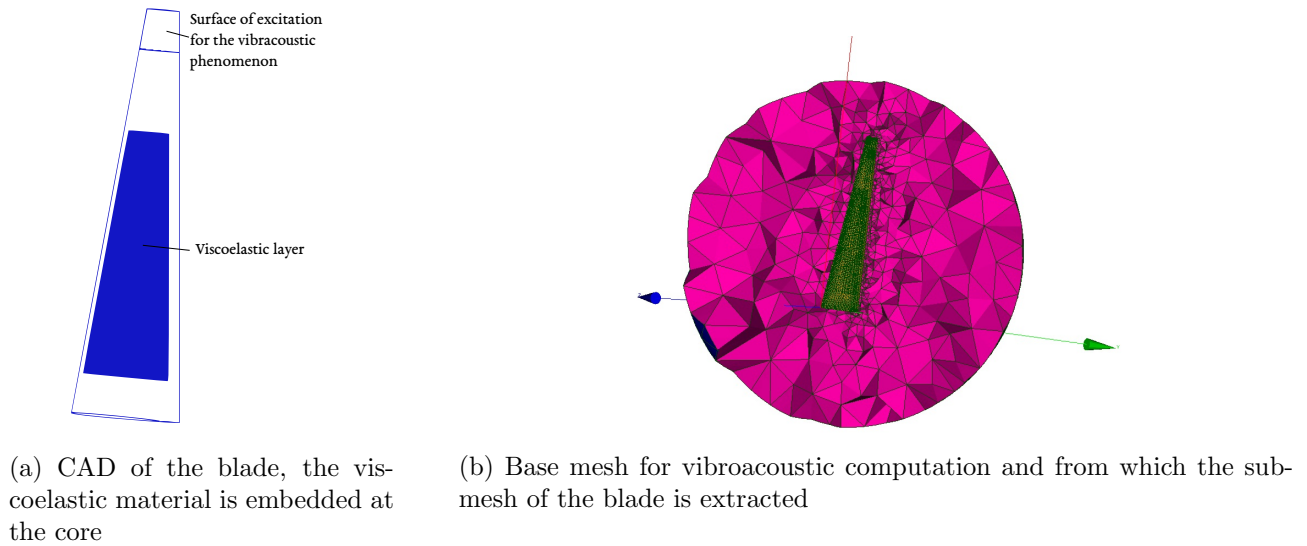 Surface of excitation
for the vibracoustic
phenomenon
Viscoelastic layer
(a) CAD of the blade, the vis-
coelastic material is embedded at
the core
(b) Base mesh for vibroacoustic computation and from which the sub-
mesh of the blade is extracted